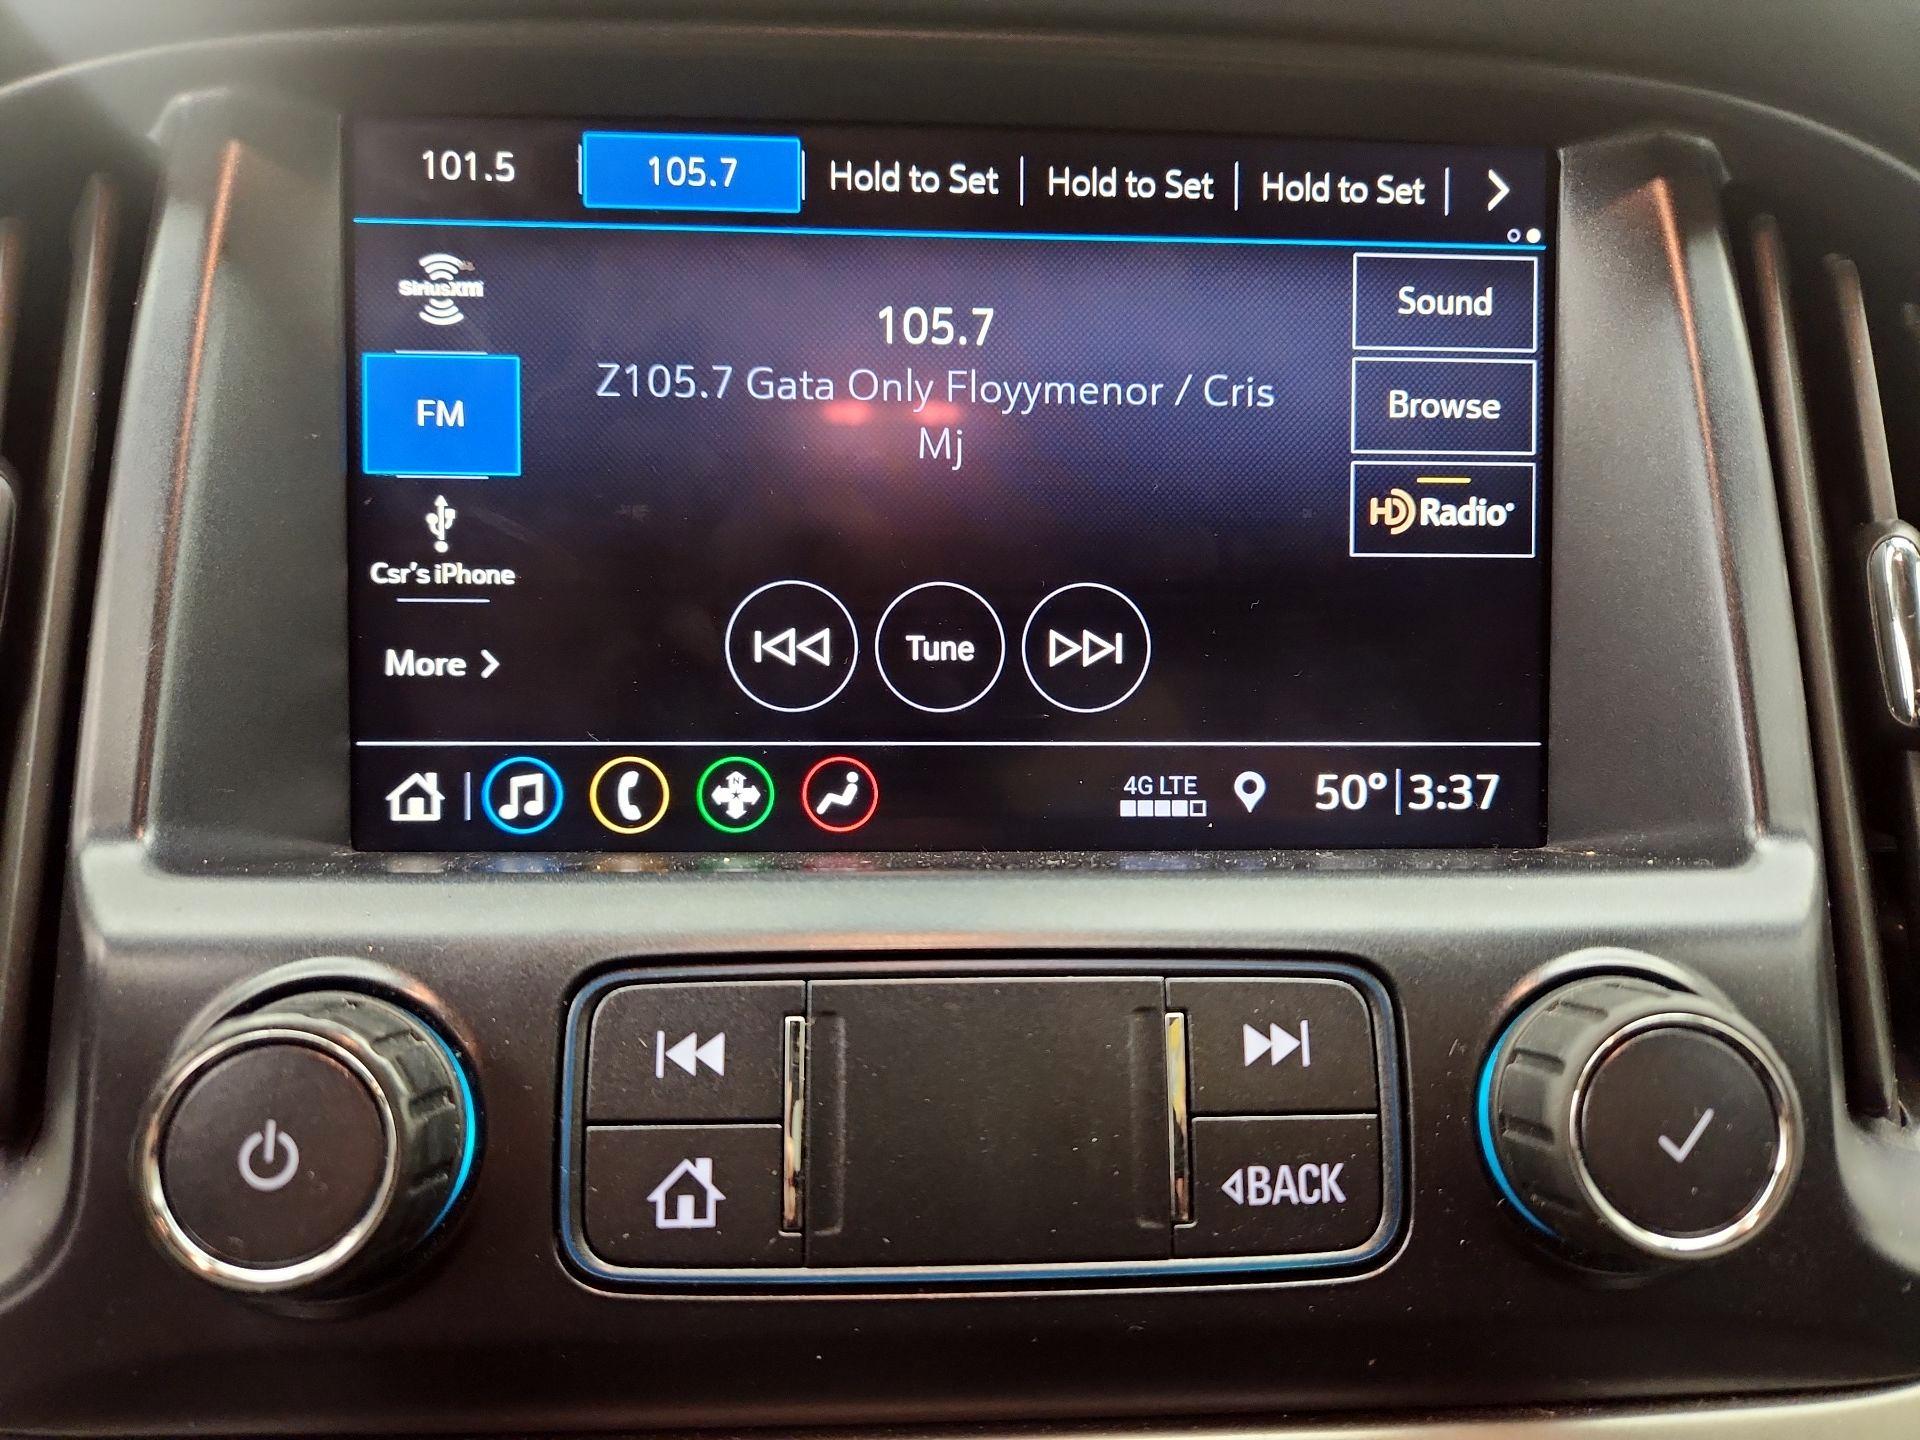 101.5
105.7
Hold to Set
Hold to Set
Hold to Set
SiriusXM
105.7
Sound
FM
Z105.7 Gata Only Floyymenor / Cris
Mj
Browse
HD Radio
Csr's iPhone
More
Tune
4G LTE
N
50° 3:37
BACK